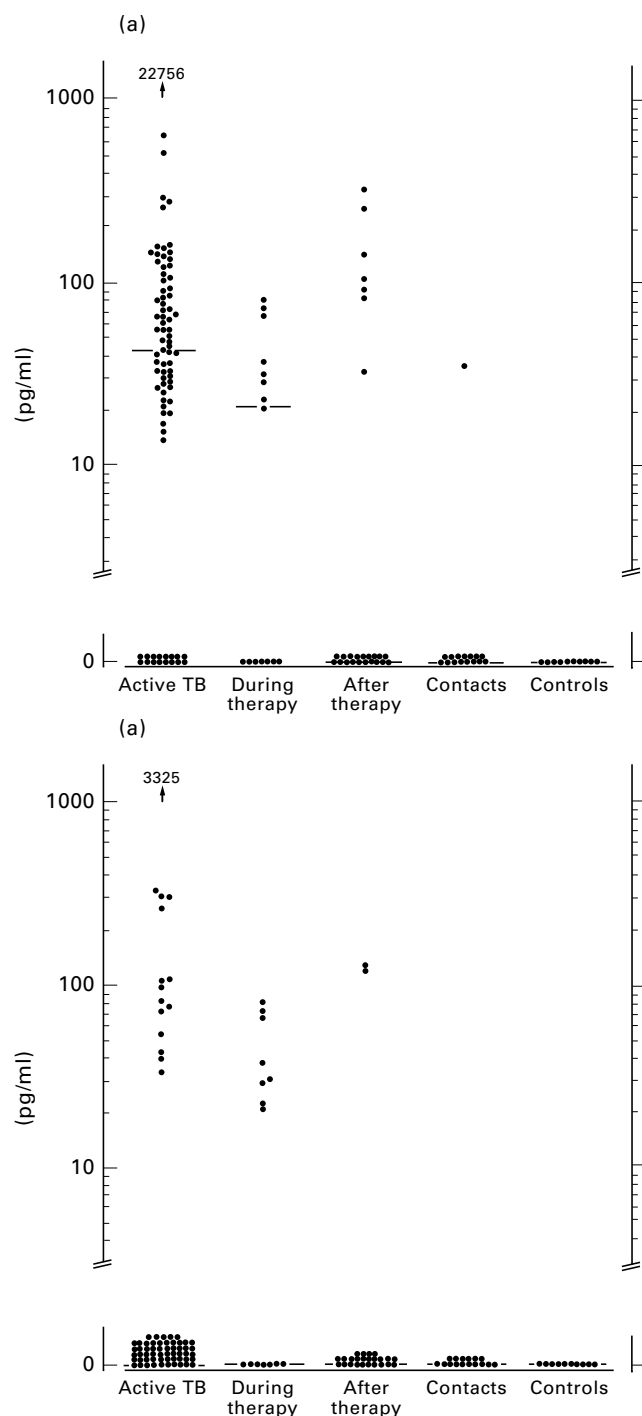 (a)
22756
1000
100
(pg/ml)
10
0
Active TB During After Contacts Controls
therapy therapy
(a)
3325
1000
100
(pg/ml)
10
0
Active TB During After Contacts Controls
therapy therapy